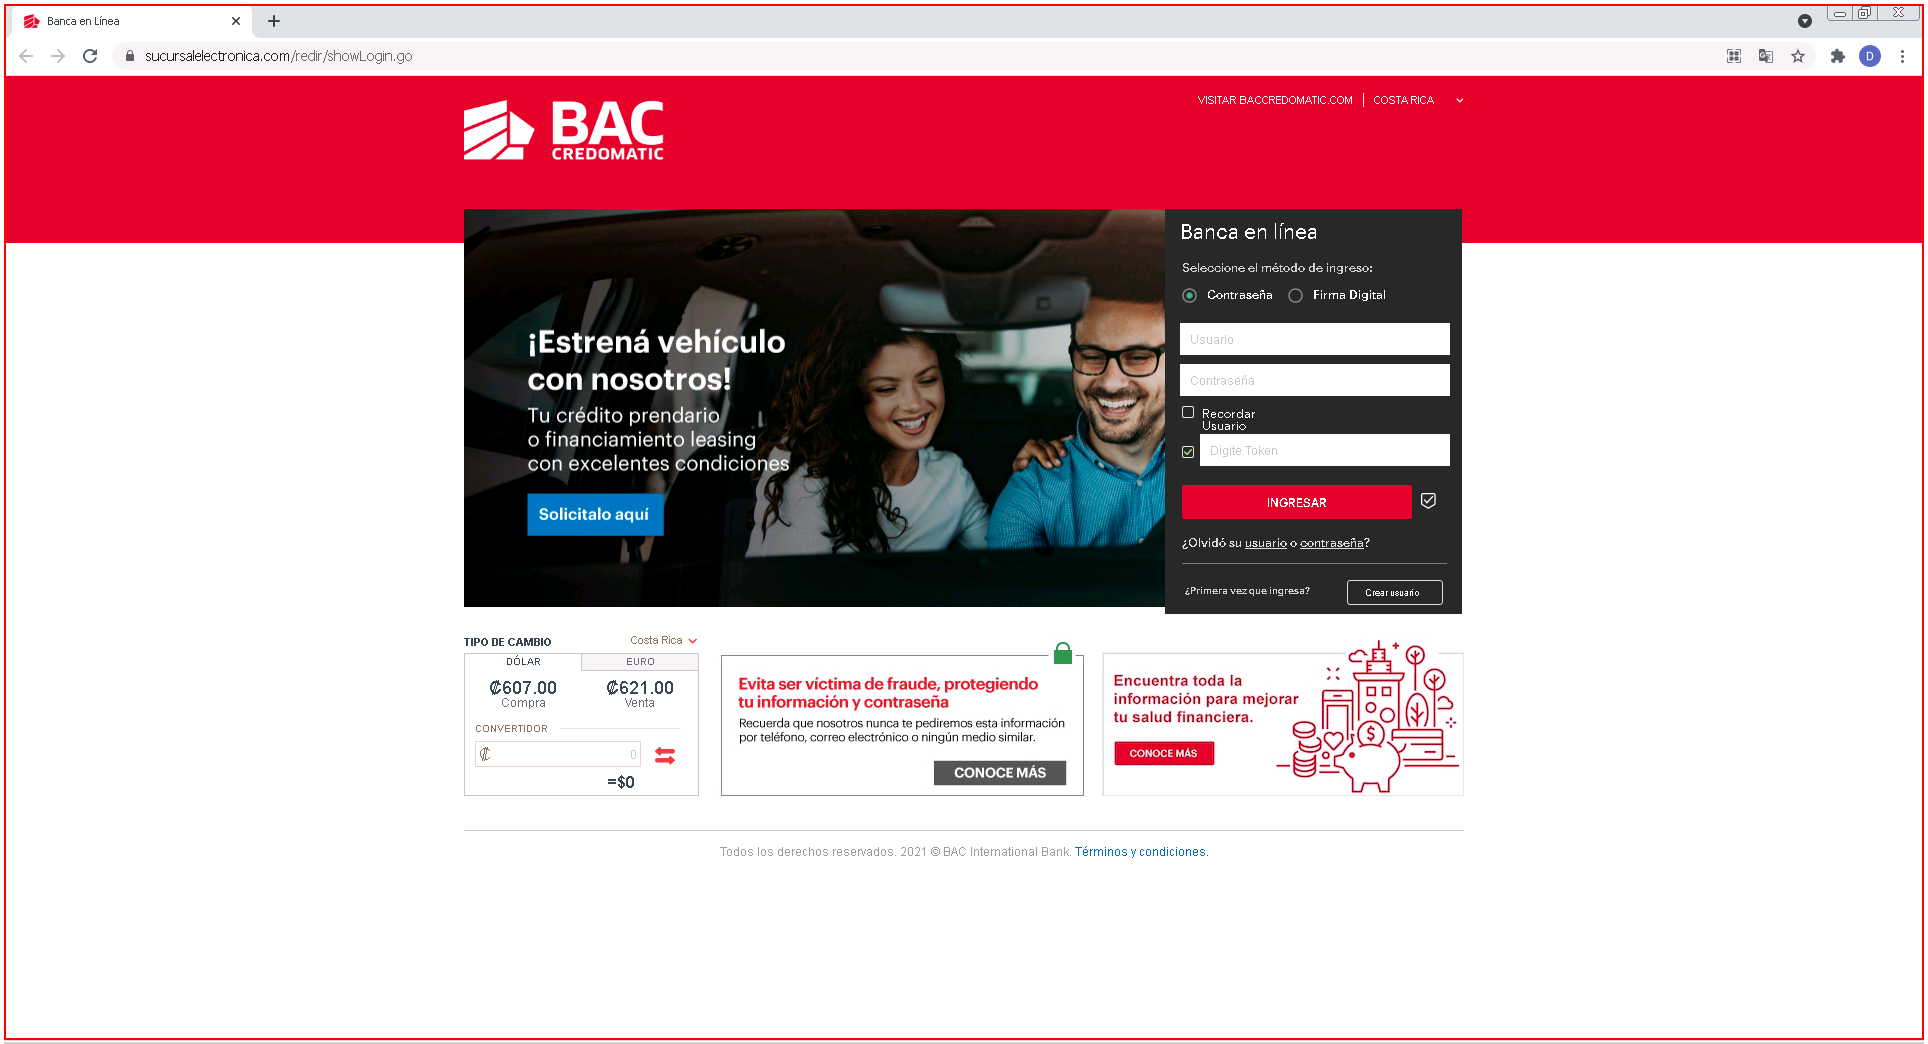 Banca en Línea
sucursalelectronica.com/redir/showLogin.go
D
BAC
CREDOMATIC
VISITAR BACCREDOMATIC.COM | COSTA RICA
¡Estrená vehículo
con nosotros!
Tu crédito prendario
o financiamiento leasing
con excelentes condiciones
Solicitalo aquí
Banca en línea
Seleccione el método de ingreso:
Contraseña Firma Digital
Usuario
Contraseña
Recordar
Usuario
Digite Token
INGRESAR
¿Olvidó su usuario o contraseña?
¿Primera vez que ingresa? Crear usuario
TIPO DE CAMBIO Costa Rica
DÓLAR EURO
₡607.00 ₡621.00
Compra Venta
CONVERTIDOR
₡ 0
=$0
Evita ser víctima de fraude, protegiendo
tu información y contraseña
Recuerda que nosotros nunca te pediremos esta información
por teléfono, correo electrónico o ningún medio similar.
CONOCE MÁS
Encuentra toda la
información para mejorar
tu salud financiera.
CONOCE MÁS
$
Todos los derechos reservados. 2021 © BAC International Bank. Términos y condiciones.